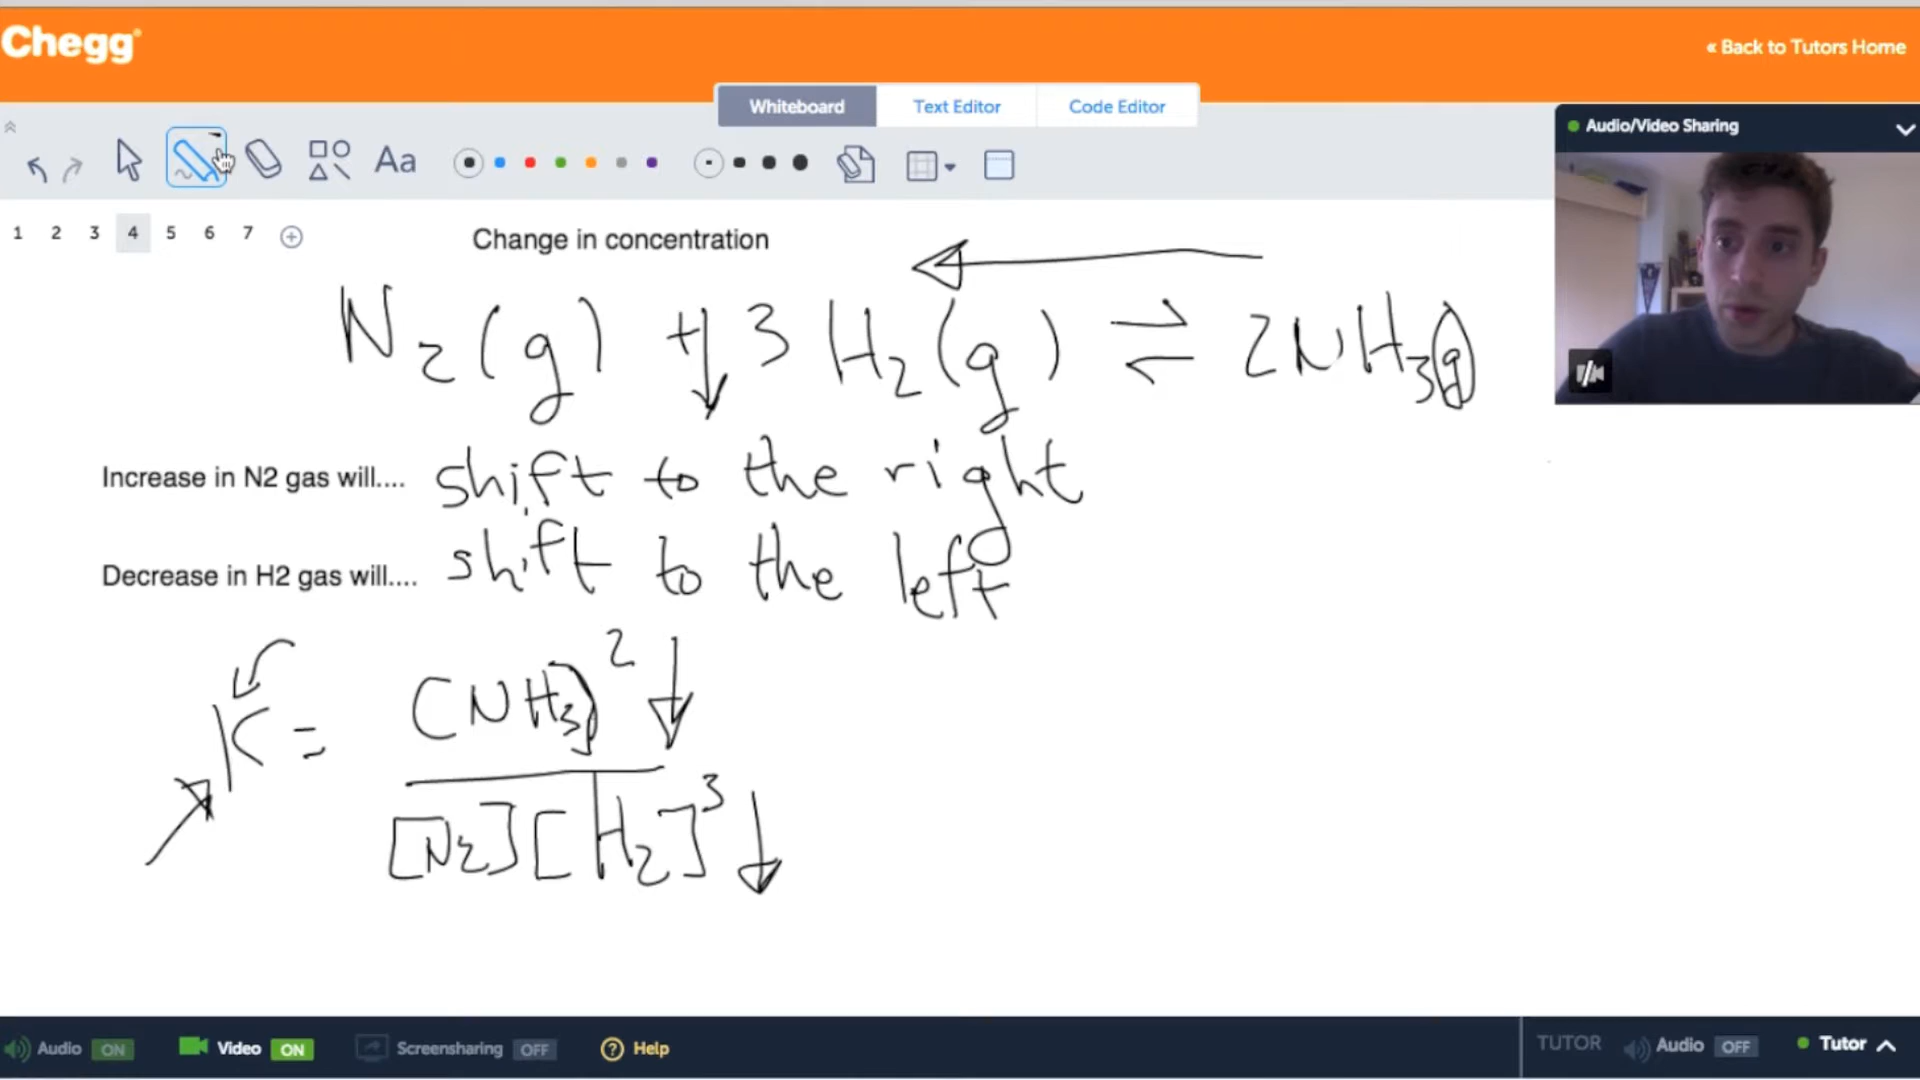 Chegg
« Back to Tutors Home
Whiteboard Text Editor Code Editor
Audio/Video Sharing
Aa
1 2 3 4 5 6 7
Change in concentration
N2(g) + 3H2(g) ⇌ 2NH3(g)
Increase in N2 gas will.... shift to the right
Decrease in H2 gas will.... shift to the left
K = (NH3)^2
[N2][H2]^3
Audio ON Video ON Screensharing OFF Help TUTOR Audio OFF Tutor